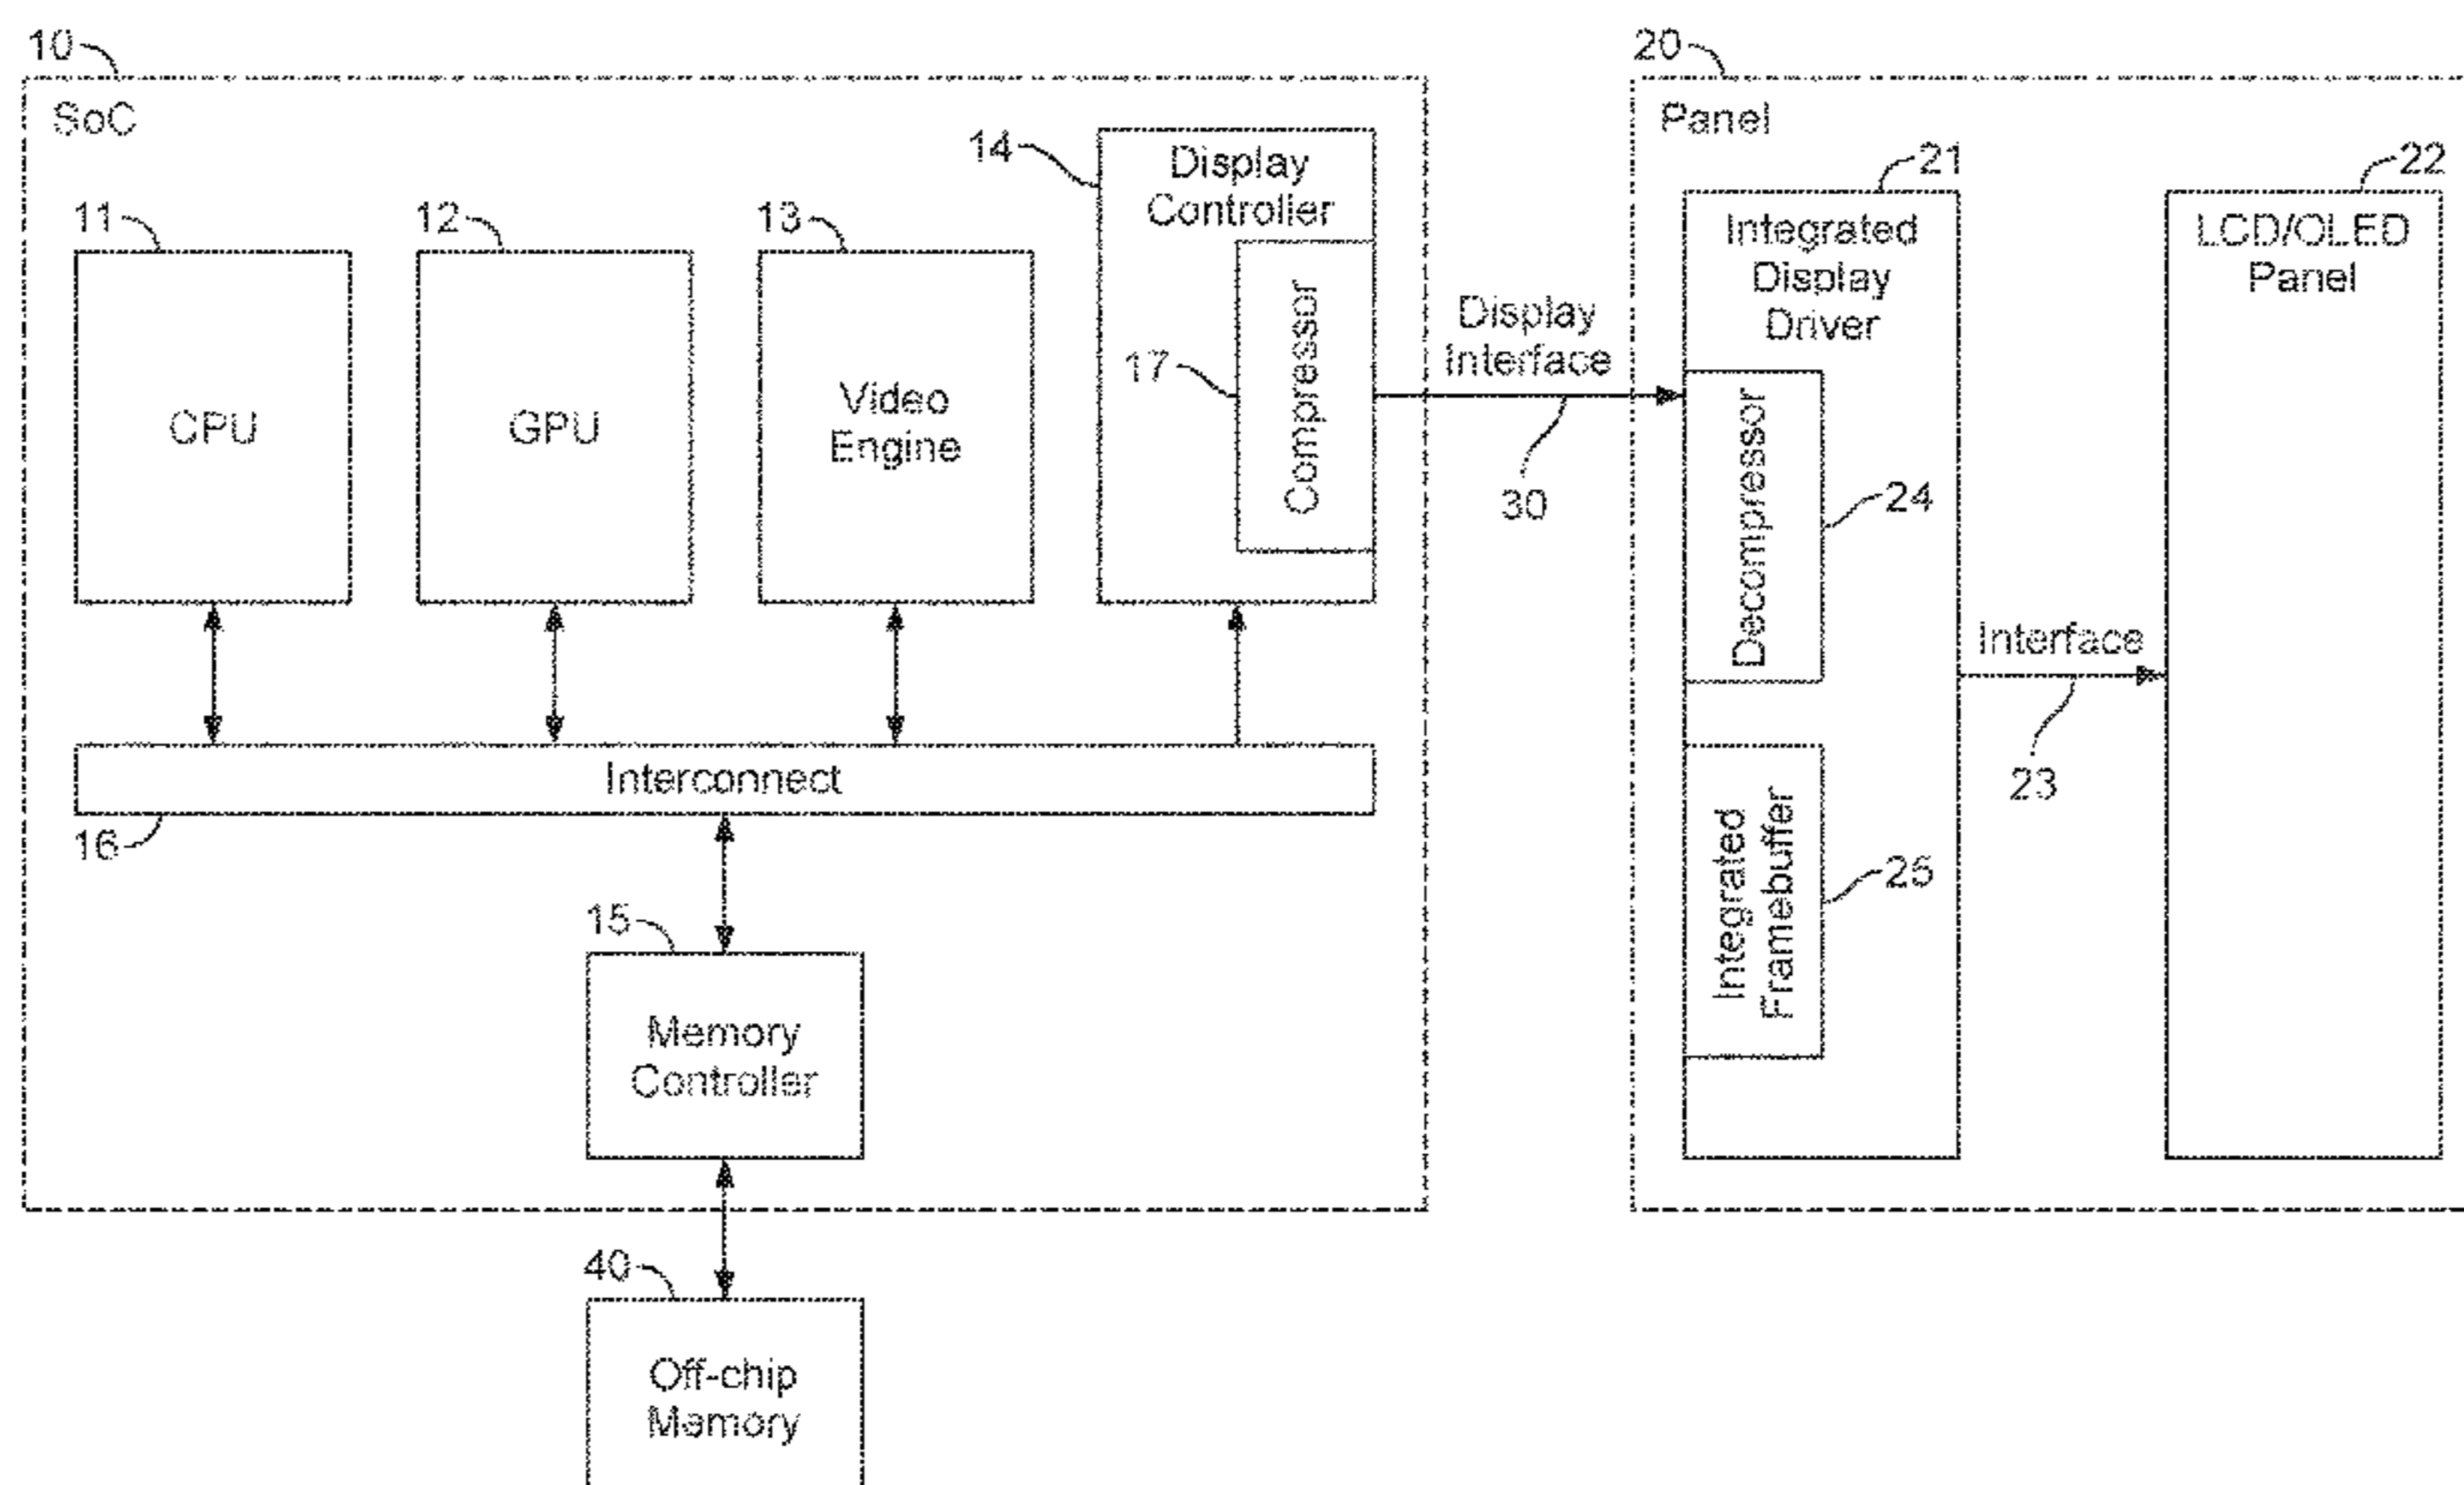 10
SoC
11
CPU
12
GPU
13
Video
Engine
14
Display
Controller
17
Compressor
Interconnect
16
15
Memory
Controller
40
Off-chip
Memory
Display
Interface
30
20
Panel
21
Integrated
Display
Driver
Decompressor
24
Integrated
Framebuffer
25
Interface
23
22
LCD/OLED
Panel